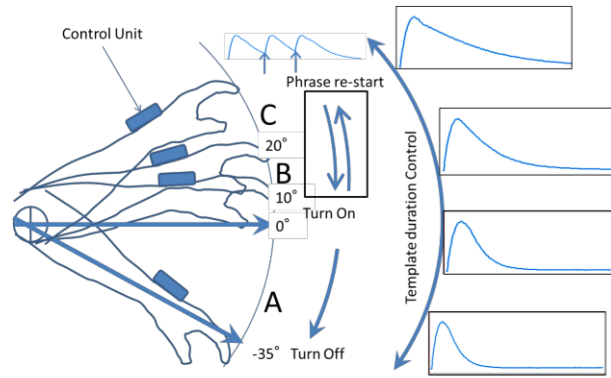 Control Unit
Phrase re-start
C
20°
B
10°
Turn On
0°
A
-35° Turn Off
Template duration Control